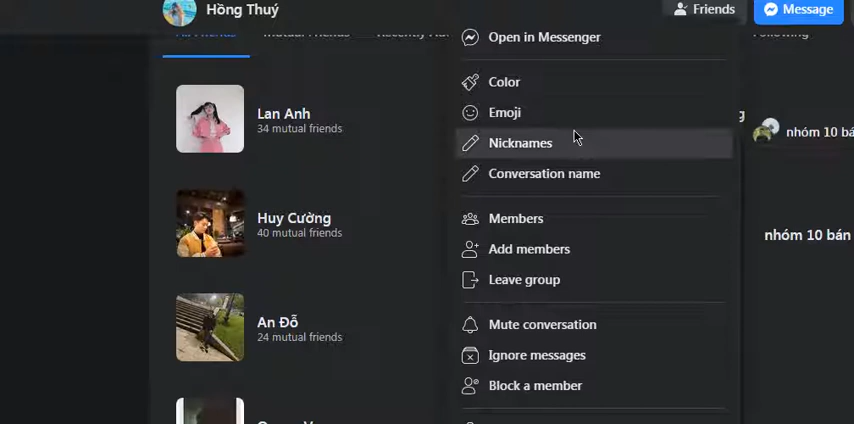 Hồng Thuý
Friends
Message
All Friends
Mutual Friends
Following
Lan Anh
34 mutual friends
Huy Cường
40 mutual friends
An Đỗ
24 mutual friends
Open in Messenger
Color
Emoji
Nicknames
Conversation name
Members
Add members
Leave group
Mute conversation
Ignore messages
Block a member
g
nhóm 10 bá
nhóm 10 bán